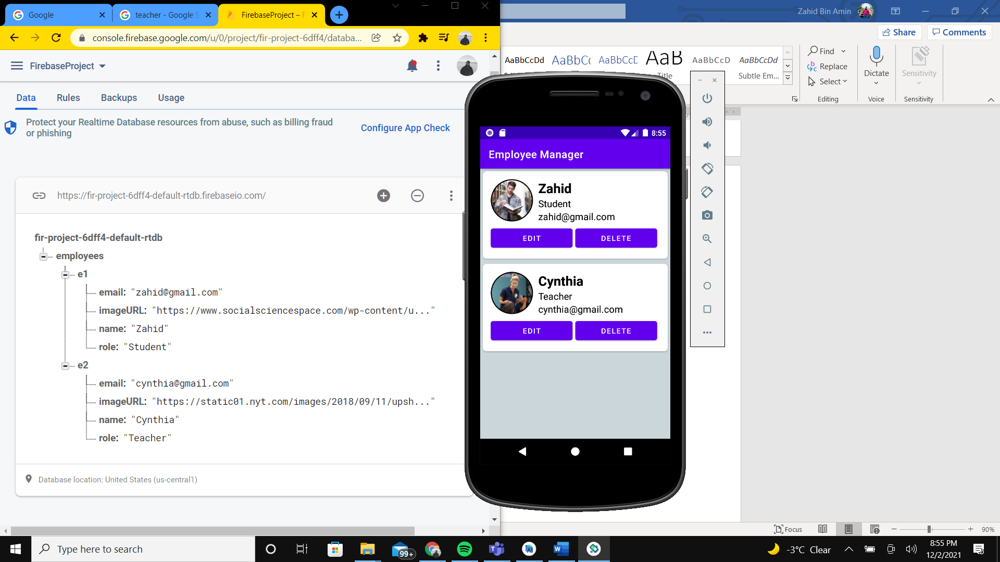 Google
teacher - Google S
FirebaseProject – F
console.firebase.google.com/u/0/project/fir-project-6dff4/databa...
FirebaseProject
Data
Rules
Backups
Usage
Protect your Realtime Database resources from abuse, such as billing fraud
or phishing
Configure App Check
https://fir-project-6dff4-default-rtdb.firebaseio.com/
fir-project-6dff4-default-rtdb
employees
e1
email: "zahid@gmail.com"
imageURL: "https://www.socialsciencespace.com/wp-content/u..."
name: "Zahid"
role: "Student"
e2
email: "cynthia@gmail.com"
imageURL: "https://static01.nyt.com/images/2018/09/11/upsh..."
name: "Cynthia"
role: "Teacher"
Database location: United States (us-central1)
Zahid Bin Amin
Share
Comments
AaBbCcDd
AaBbCc
AaBbCcD
AaB
AaBbCcD
AaBbCcDd
Title
Subtle Em...
Find
Replace
Select
Editing
Dictate
Voice
Sensitivity
Sensitivity
8:55
Employee Manager
Zahid
Student
zahid@gmail.com
EDIT
DELETE
Cynthia
Teacher
cynthia@gmail.com
EDIT
DELETE
Focus
90%
Type here to search
99+
W
-3°C Clear
8:55 PM
12/2/2021